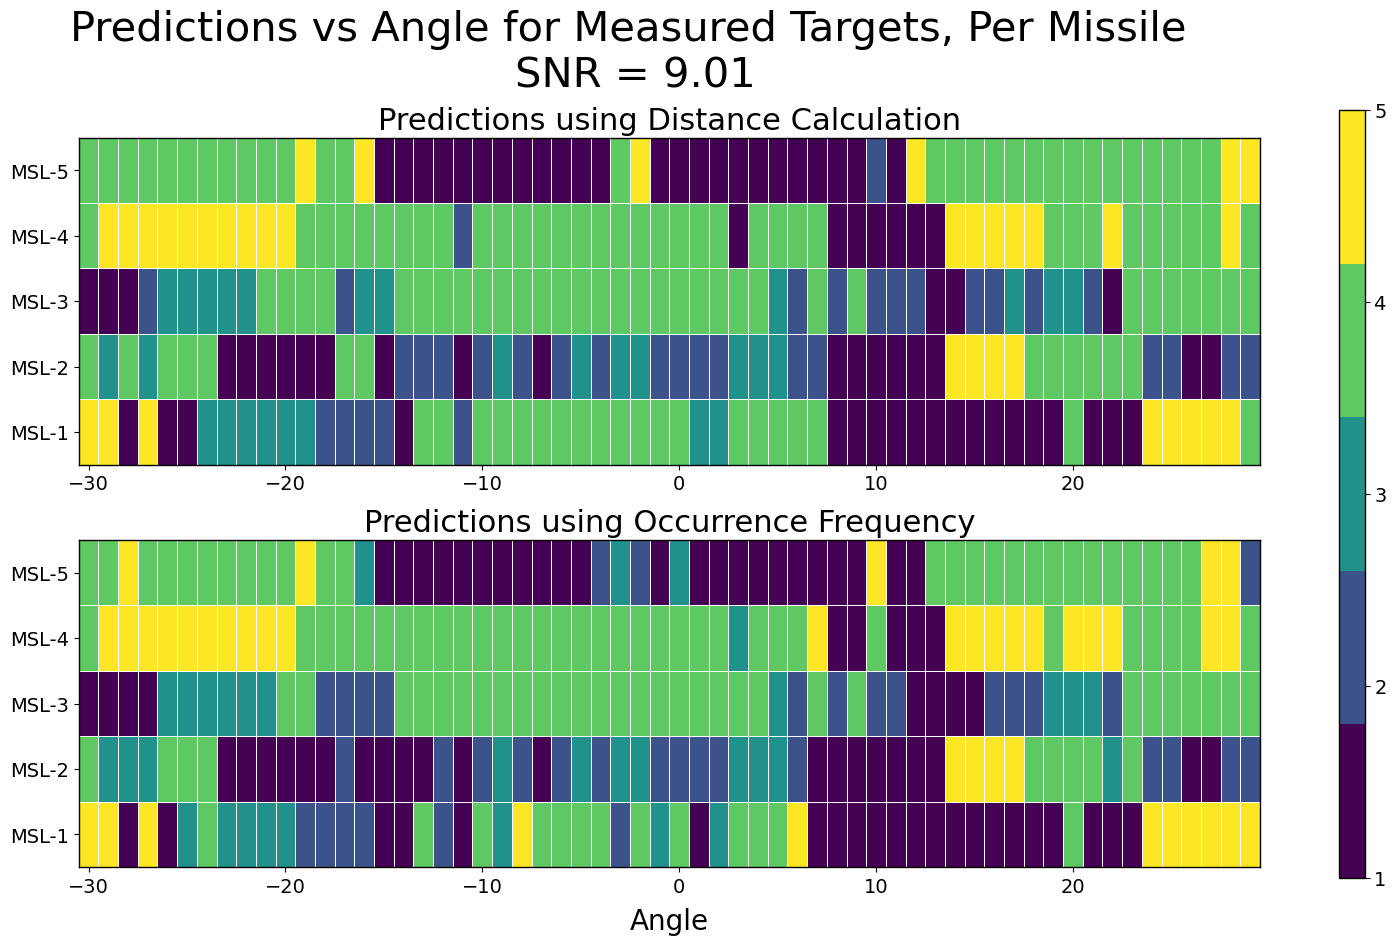 Predictions vs Angle for Measured Targets, Per Missile
SNR = 9.01
Predictions using Distance Calculation
MSL-5
MSL-4
MSL-3
MSL-2
MSL-1
−30 −20 −10 0 10 20
Predictions using Occurrence Frequency
MSL-5
MSL-4
MSL-3
MSL-2
MSL-1
−30 −20 −10 0 10 20
Angle
5
4
3
2
1